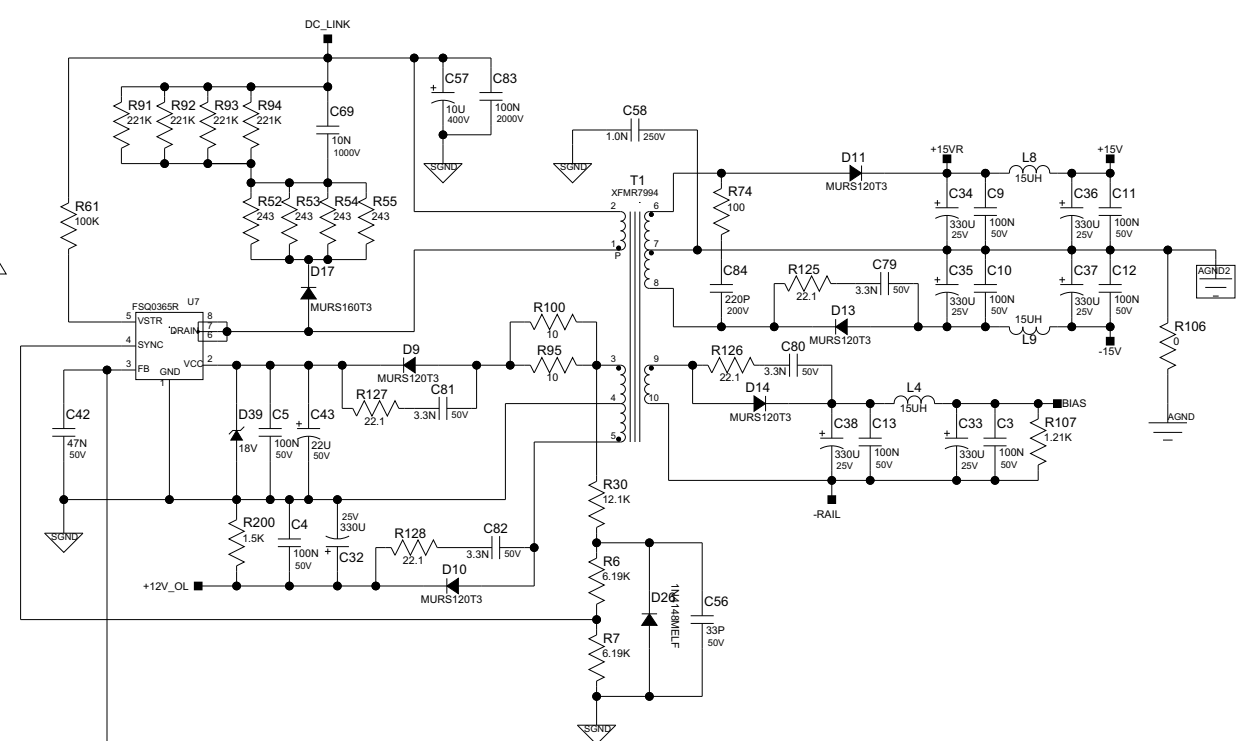 DC_LINK
R91
221K
R92
221K
R93
221K
R94
221K
C69
10N
1000V
C57
+
10U
400V
C83
100N
2000V
SGND
C58
1.0N
250V
SGND
R61
100K
R52
243
R53
243
R54
243
R55
243
D17
MURS160T3
T1
XFMR7994
2
1
P
3
4
5
6
7
8
9
10
R74
100
C84
220P
200V
D11
MURS120T3
+15VR
L8
15UH
+15V
C34
+
330U
25V
C9
100N
50V
C36
+
330U
25V
C11
100N
50V
R125
22.1
C79
3.3N
50V
D13
MURS120T3
C35
+
330U
25V
C10
100N
50V
15UH
L9
C37
+
330U
25V
C12
100N
50V
-15V
AGND2
R106
0
AGND
FSQ0365R
U7
5
VSTR
4
SYNC
3
FB
GND
1
VCC
2
DRAIN
8
7
6
D9
MURS120T3
R100
10
R95
10
R127
22.1
C81
3.3N
50V
C42
47N
50V
D39
18V
C5
100N
50V
C43
+
22U
50V
R126
22.1
C80
3.3N
50V
D14
MURS120T3
L4
15UH
BIAS
C38
+
330U
25V
C13
100N
50V
C33
+
330U
25V
C3
100N
50V
R107
1.21K
-RAIL
SGND
R200
1.5K
C4
100N
50V
25V
330U
+
C32
R128
22.1
C82
3.3N
50V
D10
MURS120T3
+12V_OL
R30
12.1K
R6
6.19K
R7
6.19K
D26
1N4148MELF
C56
33P
50V
SGND